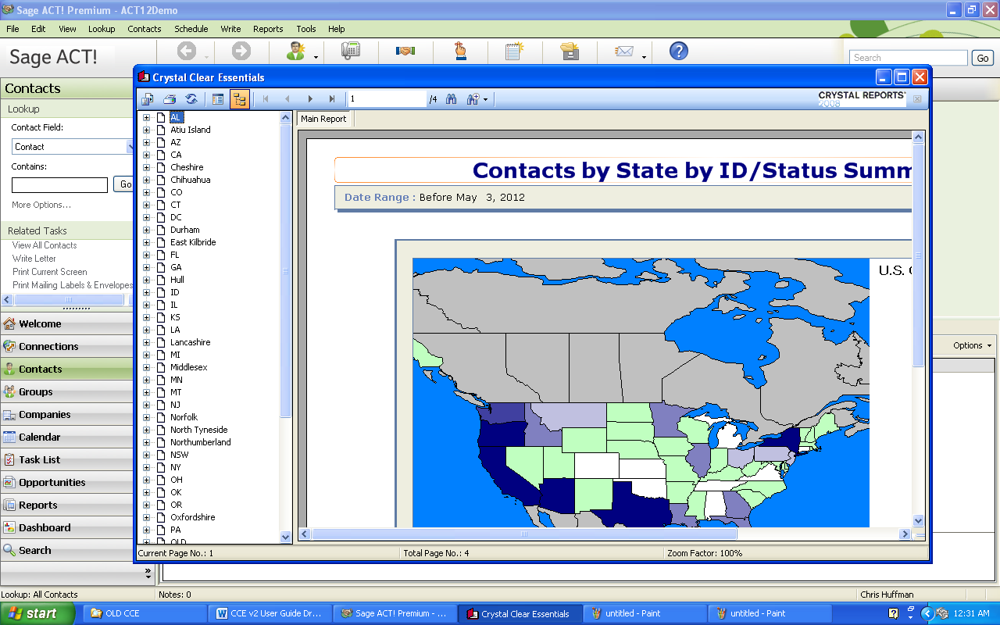 Sage ACT! Premium - ACT12Demo
File Edit View Lookup Contacts Schedule Write Reports Tools Help
Sage ACT!
Search
Go
Contacts
Lookup
Contact Field:
Contact
Contains:
Go
More Options...
Related Tasks
View All Contacts
Write Letter
Print Current Screen
Print Mailing Labels & Envelopes
Welcome
Connections
Contacts
Groups
Companies
Calendar
Task List
Opportunities
Reports
Dashboard
Search
Crystal Clear Essentials
1 /4
CRYSTAL REPORTS
2008
AL
Atiu Island
AZ
CA
Cheshire
Chihuahua
CO
CT
DC
Durham
East Kilbride
FL
GA
Hull
ID
IL
KS
LA
Lancashire
MI
Middlesex
MN
MT
NJ
Norfolk
North Tyneside
Northumberland
NSW
NY
OH
OK
OR
Oxfordshire
PA
QLD
Main Report
Contacts by State by ID/Status Summ
Date Range : Before May 3, 2012
U.S.
Current Page No.: 1 Total Page No.: 4 Zoom Factor: 100%
Options
Lookup: All Contacts Notes: 0 Chris Huffman
start OLD CCE CCE v2 User Guide Dr... Sage ACT! Premium - ... Crystal Clear Essentials untitled - Paint untitled - Paint 12:31 AM